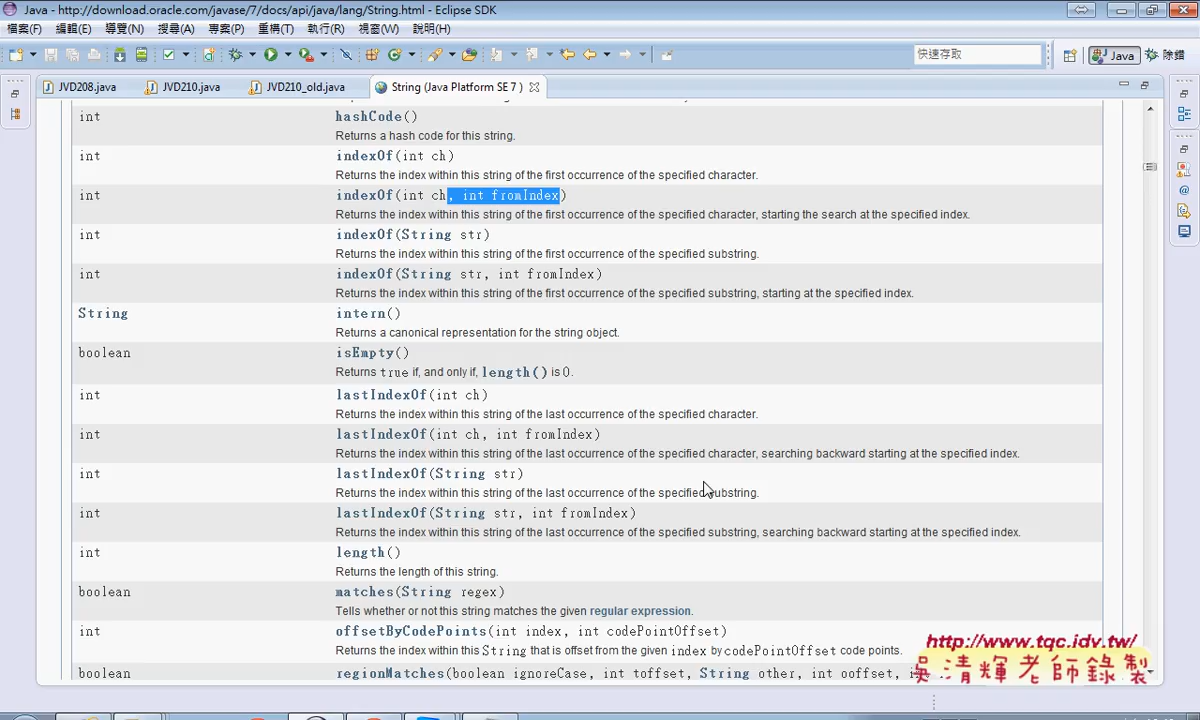 Java - http://download.oracle.com/javase/7/docs/api/java/lang/String.html - Eclipse SDK
檔案(F) 編輯(E) 導覽(N) 搜尋(A) 專案(P) 重構(T) 執行(R) 視窗(W) 說明(H)
快速存取 Java 除錯
JVD208.java JVD210.java JVD210_old.java String (Java Platform SE 7 )
int hashCode()
Returns a hash code for this string.
int indexOf(int ch)
Returns the index within this string of the first occurrence of the specified character.
int indexOf(int ch, int fromIndex)
Returns the index within this string of the first occurrence of the specified character, starting the search at the specified index.
int indexOf(String str)
Returns the index within this string of the first occurrence of the specified substring.
int indexOf(String str, int fromIndex)
Returns the index within this string of the first occurrence of the specified substring, starting at the specified index.
String intern()
Returns a canonical representation for the string object.
boolean isEmpty()
Returns true if, and only if, length() is 0.
int lastIndexOf(int ch)
Returns the index within this string of the last occurrence of the specified character.
int lastIndexOf(int ch, int fromIndex)
Returns the index within this string of the last occurrence of the specified character, searching backward starting at the specified index.
int lastIndexOf(String str)
Returns the index within this string of the last occurrence of the specified substring.
int lastIndexOf(String str, int fromIndex)
Returns the index within this string of the last occurrence of the specified substring, searching backward starting at the specified index.
int length()
Returns the length of this string.
boolean matches(String regex)
Tells whether or not this string matches the given regular expression.
int offsetByCodePoints(int index, int codePointOffset)
Returns the index within this String that is offset from the given index by codePointOffset code points.
boolean regionMatches(boolean ignoreCase, int toffset, String other, int ooffset,
http://www.tqc.idv.tw/
吳清輝老師錄製